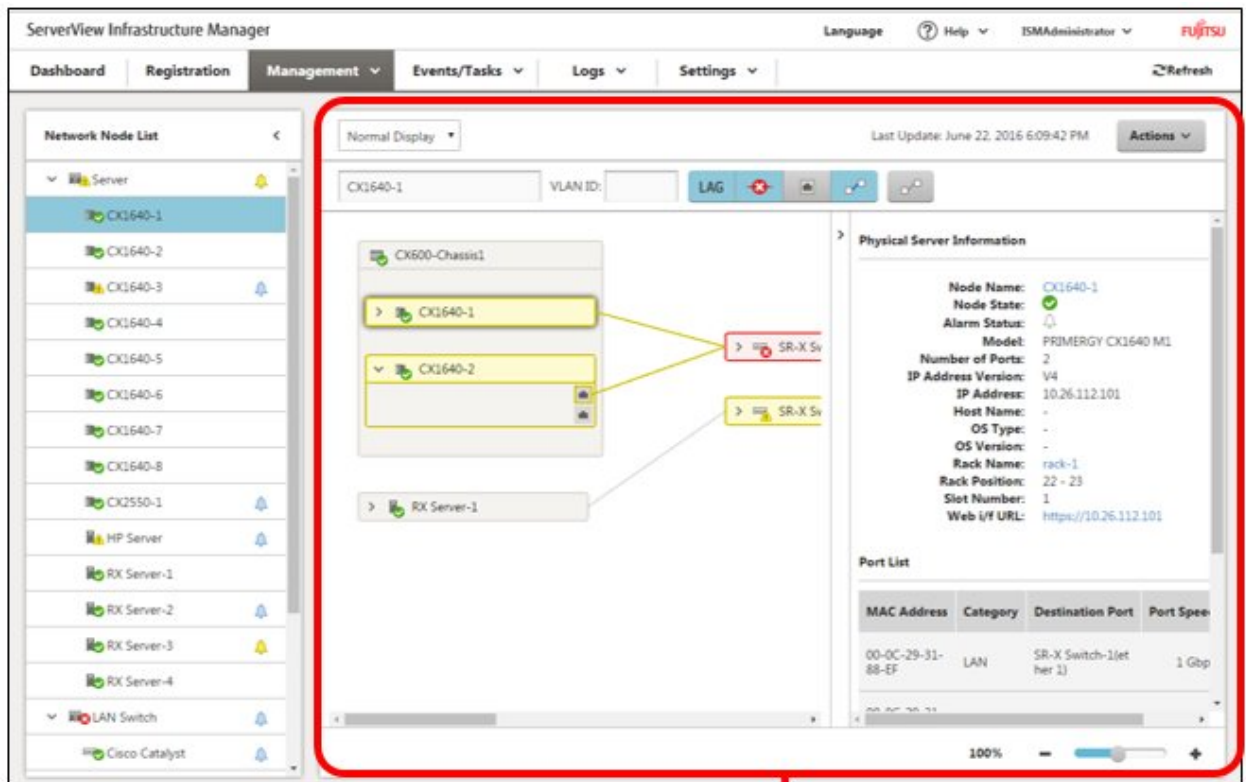 ServerView Infrastructure Manager
Language
Help
ISMAdministrator
FUJITSU
Dashboard
Registration
Management
Events/Tasks
Logs
Settings
Refresh
Network Node List
Server
CX1640-1
CX1640-2
CX1640-3
CX1640-4
CX1640-5
CX1640-6
CX1640-7
CX1640-8
CX2550-1
HP Server
RX Server-1
RX Server-2
RX Server-3
RX Server-4
LAN Switch
Cisco Catalyst
Normal Display
Last Update: June 22, 2016 6:09:42 PM
Actions
CX1640-1
VLAN ID:
LAG
CX600-Chassis1
CX1640-1
CX1640-2
RX Server-1
SR-X Sw
SR-X Sw
Physical Server Information
Node Name: CX1640-1
Node State:
Alarm Status:
Model: PRIMERGY CX1640 M1
Number of Ports: 2
IP Address Version: V4
IP Address: 10.26.112.101
Host Name: -
OS Type: -
OS Version: -
Rack Name: rack-1
Rack Position: 22 - 23
Slot Number: 1
Web i/f URL: https://10.26.112.101
Port List
MAC Address Category Destination Port Port Spee
00-0C-29-31- LAN SR-X Switch-1(et 1 Gbp
88-EF her 1)
100%